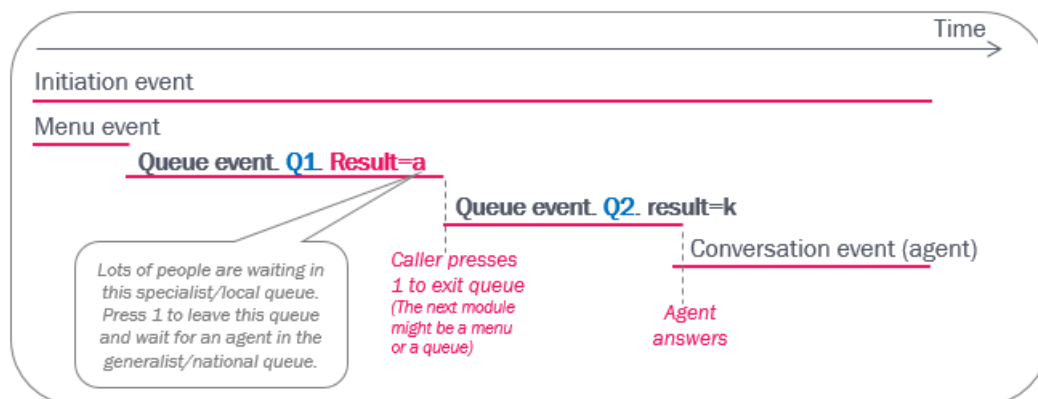 Time
Initiation event
Menu event
Queue event. Q1. Result=a
Queue event. Q2. result=k
Conversation event (agent)
Lots of people are waiting in
this specialist/local queue.
Press 1 to leave this queue
and wait for an agent in the
generalist/national queue.
Caller presses
1 to exit queue
(The next module
might be a menu
or a queue)
Agent
answers